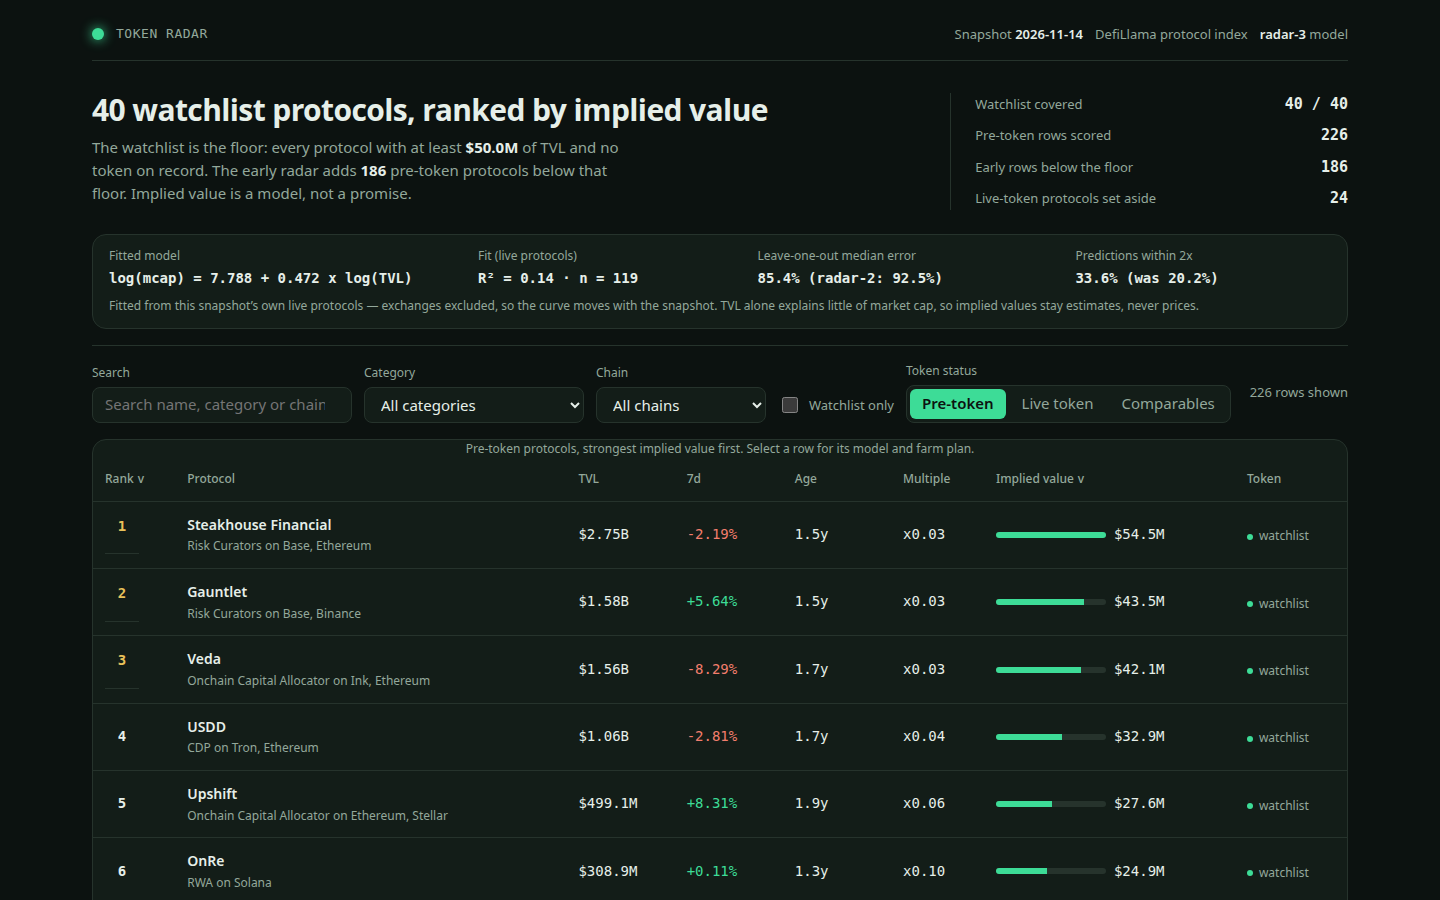 TOKEN RADAR
Snapshot 2026-11-14 DefiLlama protocol index radar-3 model
40 watchlist protocols, ranked by implied value
The watchlist is the floor: every protocol with at least $50.0M of TVL and no
token on record. The early radar adds 186 pre-token protocols below that
floor. Implied value is a model, not a promise.
Watchlist covered 40 / 40
Pre-token rows scored 226
Early rows below the floor 186
Live-token protocols set aside 24
Fitted model
log(mcap) = 7.788 + 0.472 x log(TVL)
Fit (live protocols)
R² = 0.14 · n = 119
Leave-one-out median error
85.4% (radar-2: 92.5%)
Predictions within 2x
33.6% (was 20.2%)
Fitted from this snapshot's own live protocols — exchanges excluded, so the curve moves with the snapshot. TVL alone explains little of market cap, so implied values stay estimates, never prices.
Search
Search name, category or chain
Category
All categories
Chain
All chains
Watchlist only
Token status
Pre-token Live token Comparables
226 rows shown
Pre-token protocols, strongest implied value first. Select a row for its model and farm plan.
Rank v Protocol TVL 7d Age Multiple Implied value v Token
1 Steakhouse Financial $2.75B -2.19% 1.5y x0.03 $54.5M watchlist
Risk Curators on Base, Ethereum
2 Gauntlet $1.58B +5.64% 1.5y x0.03 $43.5M watchlist
Risk Curators on Base, Binance
3 Veda $1.56B -8.29% 1.7y x0.03 $42.1M watchlist
Onchain Capital Allocator on Ink, Ethereum
4 USDD $1.06B -2.81% 1.7y x0.04 $32.9M watchlist
CDP on Tron, Ethereum
5 Upshift $499.1M +8.31% 1.9y x0.06 $27.6M watchlist
Onchain Capital Allocator on Ethereum, Stellar
6 OnRe $308.9M +0.11% 1.3y x0.10 $24.9M watchlist
RWA on Solana